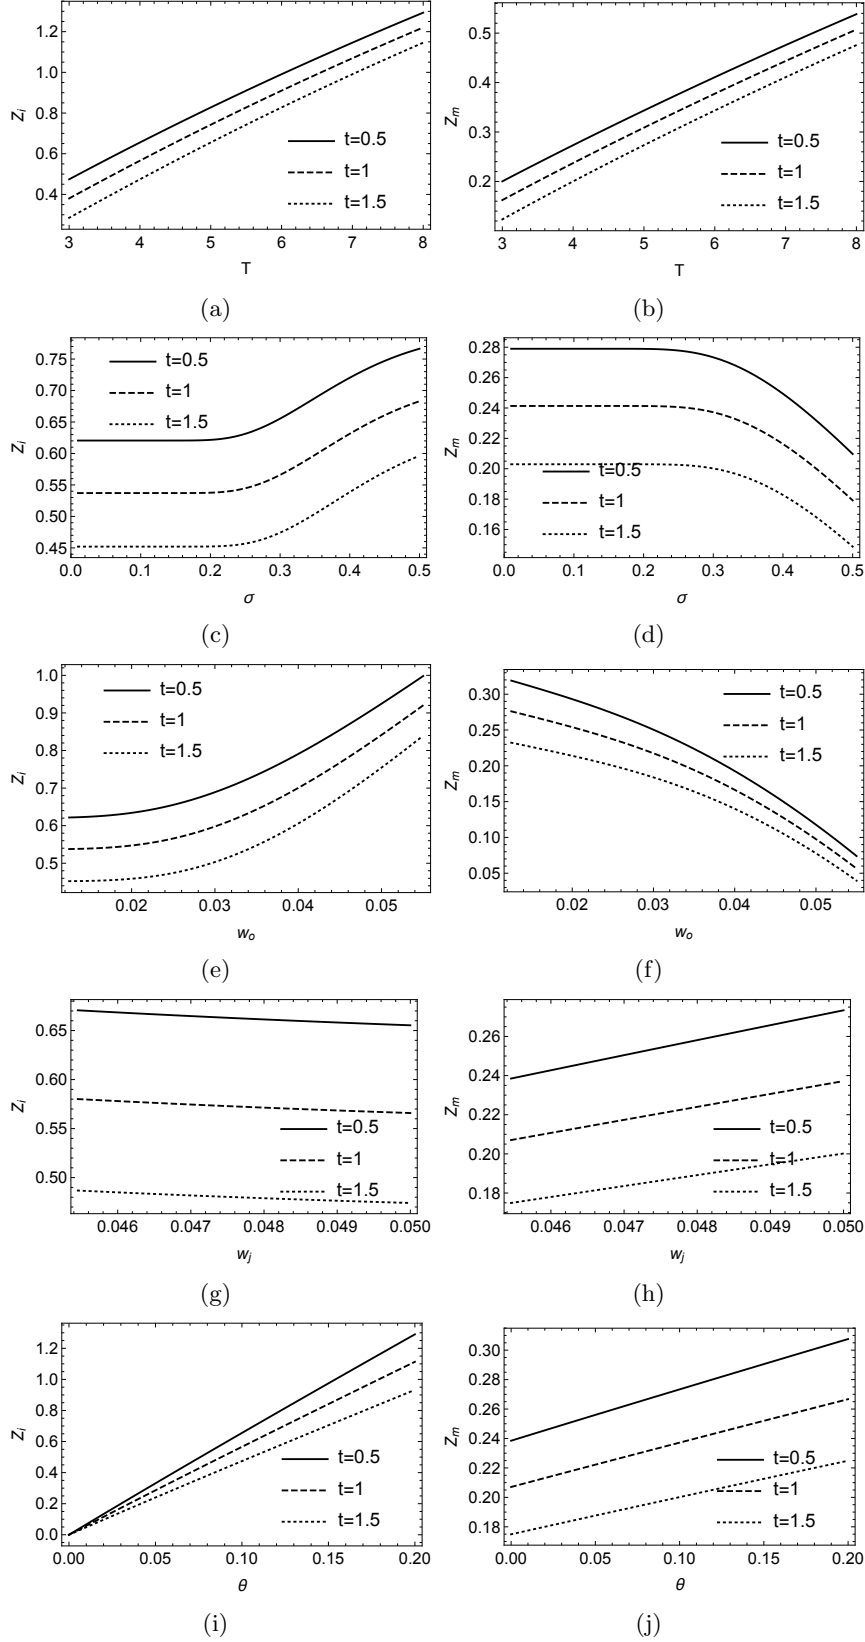 1.2
1.0
0.8
0.6
0.4
Z_i
t=0.5
t=1
t=1.5
3 4 5 6 7 8
T
(a)
0.5
0.4
0.3
0.2
Z_m
t=0.5
t=1
t=1.5
3 4 5 6 7 8
T
(b)
0.75
0.70
0.65
0.60
0.55
0.50
0.45
Z_i
t=0.5
t=1
t=1.5
0.0 0.1 0.2 0.3 0.4 0.5
σ
(c)
0.28
0.26
0.24
0.22
0.20
0.18
0.16
Z_m
t=0.5
t=1
t=1.5
0.0 0.1 0.2 0.3 0.4 0.5
σ
(d)
1.0
0.9
0.8
0.7
0.6
0.5
Z_i
t=0.5
t=1
t=1.5
0.02 0.03 0.04 0.05
w_o
(e)
0.30
0.25
0.20
0.15
0.10
0.05
Z_m
t=0.5
t=1
t=1.5
0.02 0.03 0.04 0.05
w_o
(f)
0.65
0.60
0.55
0.50
Z_i
t=0.5
t=1
t=1.5
0.046 0.047 0.048 0.049 0.050
w_j
(g)
0.26
0.24
0.22
0.20
0.18
Z_m
t=0.5
t=1
t=1.5
0.046 0.047 0.048 0.049 0.050
w_j
(h)
1.2
1.0
0.8
0.6
0.4
0.2
0.0
Z_i
t=0.5
t=1
t=1.5
0.00 0.05 0.10 0.15 0.20
θ
(i)
0.30
0.28
0.26
0.24
0.22
0.20
0.18
Z_m
t=0.5
t=1
t=1.5
0.00 0.05 0.10 0.15 0.20
θ
(j)